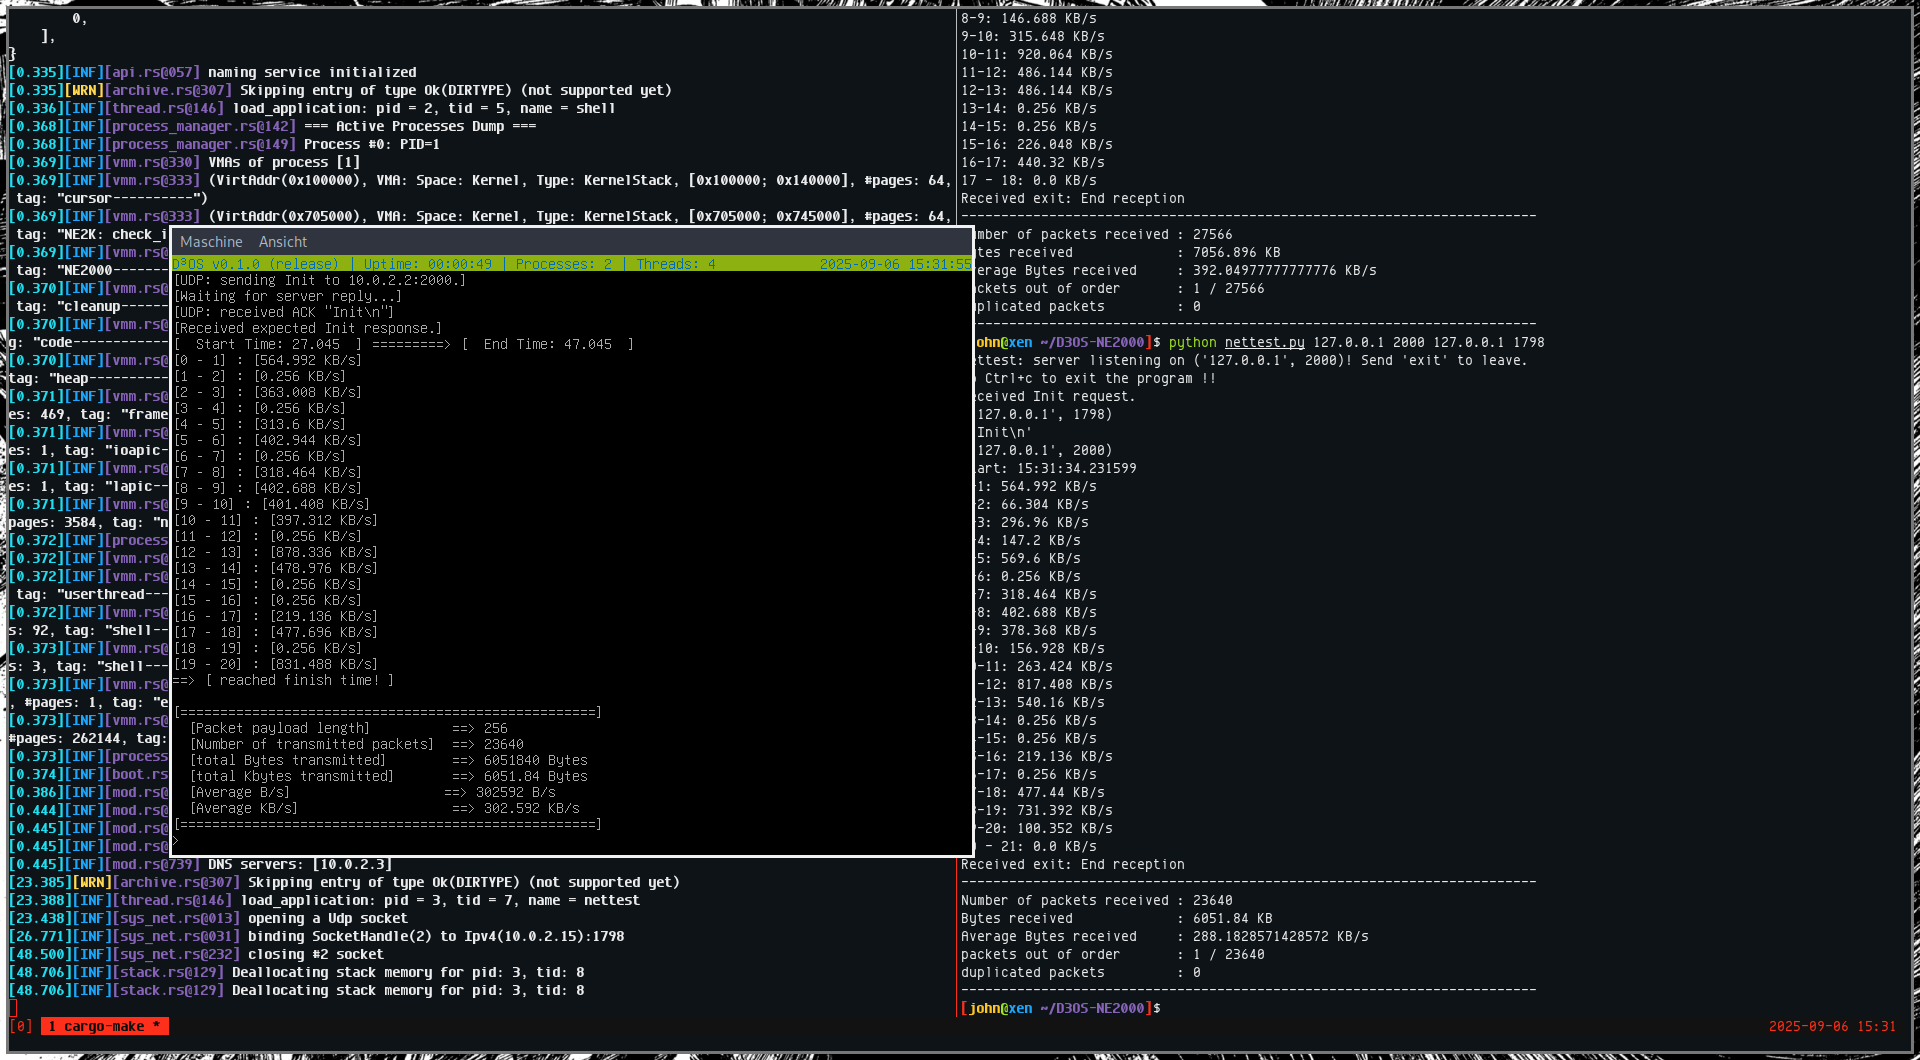 0,
    ],
}
[0.335][INF][api.rs@057] naming service initialized
[0.335][WRN][archive.rs@307] Skipping entry of type Ok(DIRTYPE) (not supported yet)
[0.336][INF][thread.rs@146] load_application: pid = 2, tid = 5, name = shell
[0.368][INF][process_manager.rs@142] === Active Processes Dump ===
[0.368][INF][process_manager.rs@149] Process #0: PID=1
[0.369][INF][vmm.rs@330] VMAs of process [1]
[0.369][INF][vmm.rs@333] (VirtAddr(0x100000), VMA: Space: Kernel, Type: KernelStack, [0x100000; 0x140000], #pages: 64,
 tag: "cursor----------")
[0.369][INF][vmm.rs@333] (VirtAddr(0x705000), VMA: Space: Kernel, Type: KernelStack, [0x705000; 0x745000], #pages: 64,
 tag: "NE2K: check_i
[0.369][INF][vmm.rs@
 tag: "NE2000-------
[0.370][INF][vmm.rs@
 tag: "cleanup------
[0.370][INF][vmm.rs@
g: "code------------
[0.370][INF][vmm.rs@
tag: "heap----------
[0.371][INF][vmm.rs@
es: 469, tag: "frame
[0.371][INF][vmm.rs@
es: 1, tag: "ioapic-
[0.371][INF][vmm.rs@
es: 1, tag: "lapic--
[0.371][INF][vmm.rs@
pages: 3584, tag: "n
[0.372][INF][process
[0.372][INF][vmm.rs@
[0.372][INF][vmm.rs@
 tag: "userthread---
[0.372][INF][vmm.rs@
s: 92, tag: "shell--
[0.373][INF][vmm.rs@
s: 3, tag: "shell---
[0.373][INF][vmm.rs@
, #pages: 1, tag: "e
[0.373][INF][vmm.rs@
#pages: 262144, tag:
[0.373][INF][process
[0.374][INF][boot.rs
[0.386][INF][mod.rs@
[0.444][INF][mod.rs@
[0.445][INF][mod.rs@
[0.445][INF][mod.rs@
[0.445][INF][mod.rs@739] DNS servers: [10.0.2.3]
[23.385][WRN][archive.rs@307] Skipping entry of type Ok(DIRTYPE) (not supported yet)
[23.388][INF][thread.rs@146] load_application: pid = 3, tid = 7, name = nettest
[23.438][INF][sys_net.rs@013] opening a Udp socket
[26.771][INF][sys_net.rs@031] binding SocketHandle(2) to Ipv4(10.0.2.15):1798
[48.500][INF][sys_net.rs@232] closing #2 socket
[48.706][INF][stack.rs@129] Deallocating stack memory for pid: 3, tid: 8
[48.706][INF][stack.rs@129] Deallocating stack memory for pid: 3, tid: 8
Maschine Ansicht
D³OS v0.1.0 (release) | Uptime: 00:00:49 | Processes: 2 | Threads: 4 2025-09-06 15:31:55
[UDP: sending Init to 10.0.2.2:2000.]
[Waiting for server reply...]
[UDP: received ACK "Init\n"]
[Received expected Init response.]
[  Start Time: 27.045  ] =========> [  End Time: 47.045  ]
[0 - 1] : [564.992 KB/s]
[1 - 2] : [0.256 KB/s]
[2 - 3] : [363.008 KB/s]
[3 - 4] : [0.256 KB/s]
[4 - 5] : [313.6 KB/s]
[5 - 6] : [402.944 KB/s]
[6 - 7] : [0.256 KB/s]
[7 - 8] : [318.464 KB/s]
[8 - 9] : [402.688 KB/s]
[9 - 10] : [401.408 KB/s]
[10 - 11] : [397.312 KB/s]
[11 - 12] : [0.256 KB/s]
[12 - 13] : [878.336 KB/s]
[13 - 14] : [478.976 KB/s]
[14 - 15] : [0.256 KB/s]
[15 - 16] : [0.256 KB/s]
[16 - 17] : [219.136 KB/s]
[17 - 18] : [477.696 KB/s]
[18 - 19] : [0.256 KB/s]
[19 - 20] : [831.488 KB/s]
==> [ reached finish time! ]
[====================================================]
[Packet payload length] ==> 256
[Number of transmitted packets] ==> 23640
[total Bytes transmitted] ==> 6051840 Bytes
[total Kbytes transmitted] ==> 6051.84 Bytes
[Average B/s] ==> 302592 B/s
[Average KB/s] ==> 302.592 KB/s
[====================================================]
>
8-9: 146.688 KB/s
9-10: 315.648 KB/s
10-11: 920.064 KB/s
11-12: 486.144 KB/s
12-13: 486.144 KB/s
13-14: 0.256 KB/s
14-15: 0.256 KB/s
15-16: 226.048 KB/s
16-17: 440.32 KB/s
17 - 18: 0.0 KB/s
Received exit: End reception
------------------------------------------------------------------------
mber of packets received : 27566
tes received : 7056.896 KB
erage Bytes received : 392.04977777777776 KB/s
ckets out of order : 1 / 27566
plicated packets : 0
------------------------------------------------------------------------
john@xen ~/D3OS-NE2000]$ python nettest.py 127.0.0.1 2000 127.0.0.1 1798
ttest: server listening on ('127.0.0.1', 2000)! Send 'exit' to leave.
Ctrl+c to exit the program !!
ceived Init request.
127.0.0.1', 1798)
Init\n'
127.0.0.1', 2000)
art: 15:31:34.231599
-1: 564.992 KB/s
-2: 66.304 KB/s
-3: 296.96 KB/s
-4: 147.2 KB/s
-5: 569.6 KB/s
-6: 0.256 KB/s
-7: 318.464 KB/s
-8: 402.688 KB/s
-9: 378.368 KB/s
-10: 156.928 KB/s
-11: 263.424 KB/s
-12: 817.408 KB/s
-13: 540.16 KB/s
-14: 0.256 KB/s
-15: 0.256 KB/s
-16: 219.136 KB/s
-17: 0.256 KB/s
-18: 477.44 KB/s
-19: 731.392 KB/s
-20: 100.352 KB/s
- 21: 0.0 KB/s
Received exit: End reception
------------------------------------------------------------------------
Number of packets received : 23640
Bytes received : 6051.84 KB
Average Bytes received : 288.1828571428572 KB/s
packets out of order : 1 / 23640
duplicated packets : 0
------------------------------------------------------------------------
[john@xen ~/D3OS-NE2000]$
[0] 1 cargo-make * 2025-09-06 15:31